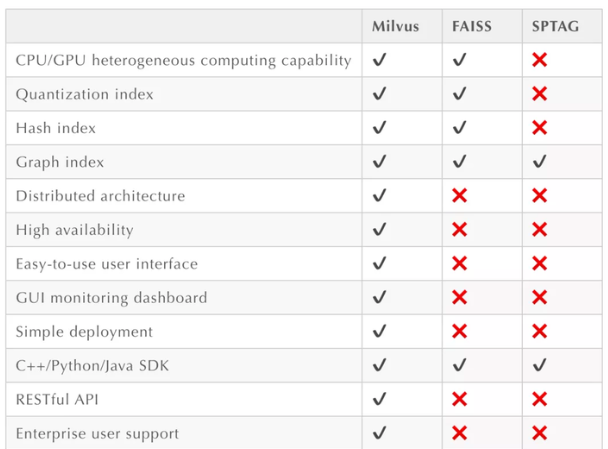 Milvus FAISS SPTAG
CPU/GPU heterogeneous computing capability ✓ ✓ ❌
Quantization index ✓ ✓ ❌
Hash index ✓ ✓ ❌
Graph index ✓ ✓ ✓
Distributed architecture ✓ ❌ ❌
High availability ✓ ❌ ❌
Easy-to-use user interface ✓ ❌ ❌
GUI monitoring dashboard ✓ ❌ ❌
Simple deployment ✓ ❌ ❌
C++/Python/Java SDK ✓ ✓ ✓
RESTful API ✓ ❌ ❌
Enterprise user support ✓ ❌ ❌